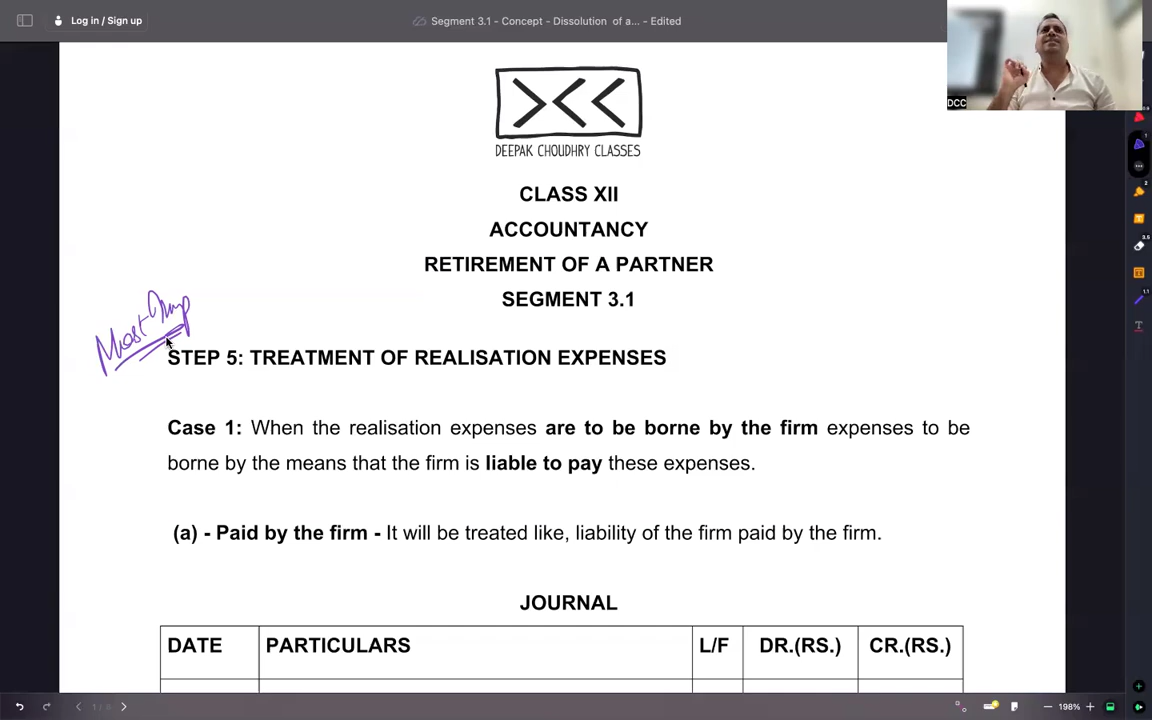 Log in / Sign up
Segment 3.1 - Concept - Dissolution of a... - Edited
DCC
DEEPAK CHOUDHRY CLASSES
CLASS XII
ACCOUNTANCY
RETIREMENT OF A PARTNER
SEGMENT 3.1
Most Imp
STEP 5: TREATMENT OF REALISATION EXPENSES
Case 1: When the realisation expenses are to be borne by the firm expenses to be
borne by the means that the firm is liable to pay these expenses.
(a) - Paid by the firm - It will be treated like, liability of the firm paid by the firm.
JOURNAL
DATE PARTICULARS L/F DR.(RS.) CR.(RS.)
198%